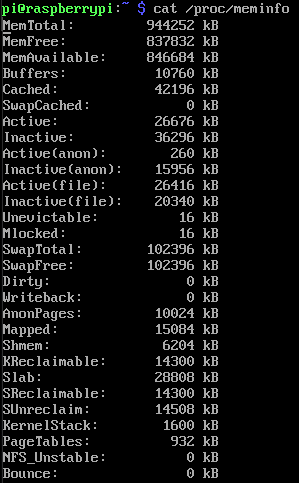 pi@raspberrypi:~ $ cat /proc/meminfo
MemTotal: 944252 kB
MemFree: 837832 kB
MemAvailable: 846684 kB
Buffers: 10760 kB
Cached: 42196 kB
SwapCached: 0 kB
Active: 26676 kB
Inactive: 36296 kB
Active(anon): 260 kB
Inactive(anon): 15956 kB
Active(file): 26416 kB
Inactive(file): 20340 kB
Unevictable: 16 kB
Mlocked: 16 kB
SwapTotal: 102396 kB
SwapFree: 102396 kB
Dirty: 0 kB
Writeback: 0 kB
AnonPages: 10024 kB
Mapped: 15084 kB
Shmem: 6204 kB
KReclaimable: 14300 kB
Slab: 28808 kB
SReclaimable: 14300 kB
SUnreclaim: 14508 kB
KernelStack: 1600 kB
PageTables: 932 kB
NFS_Unstable: 0 kB
Bounce: 0 kB